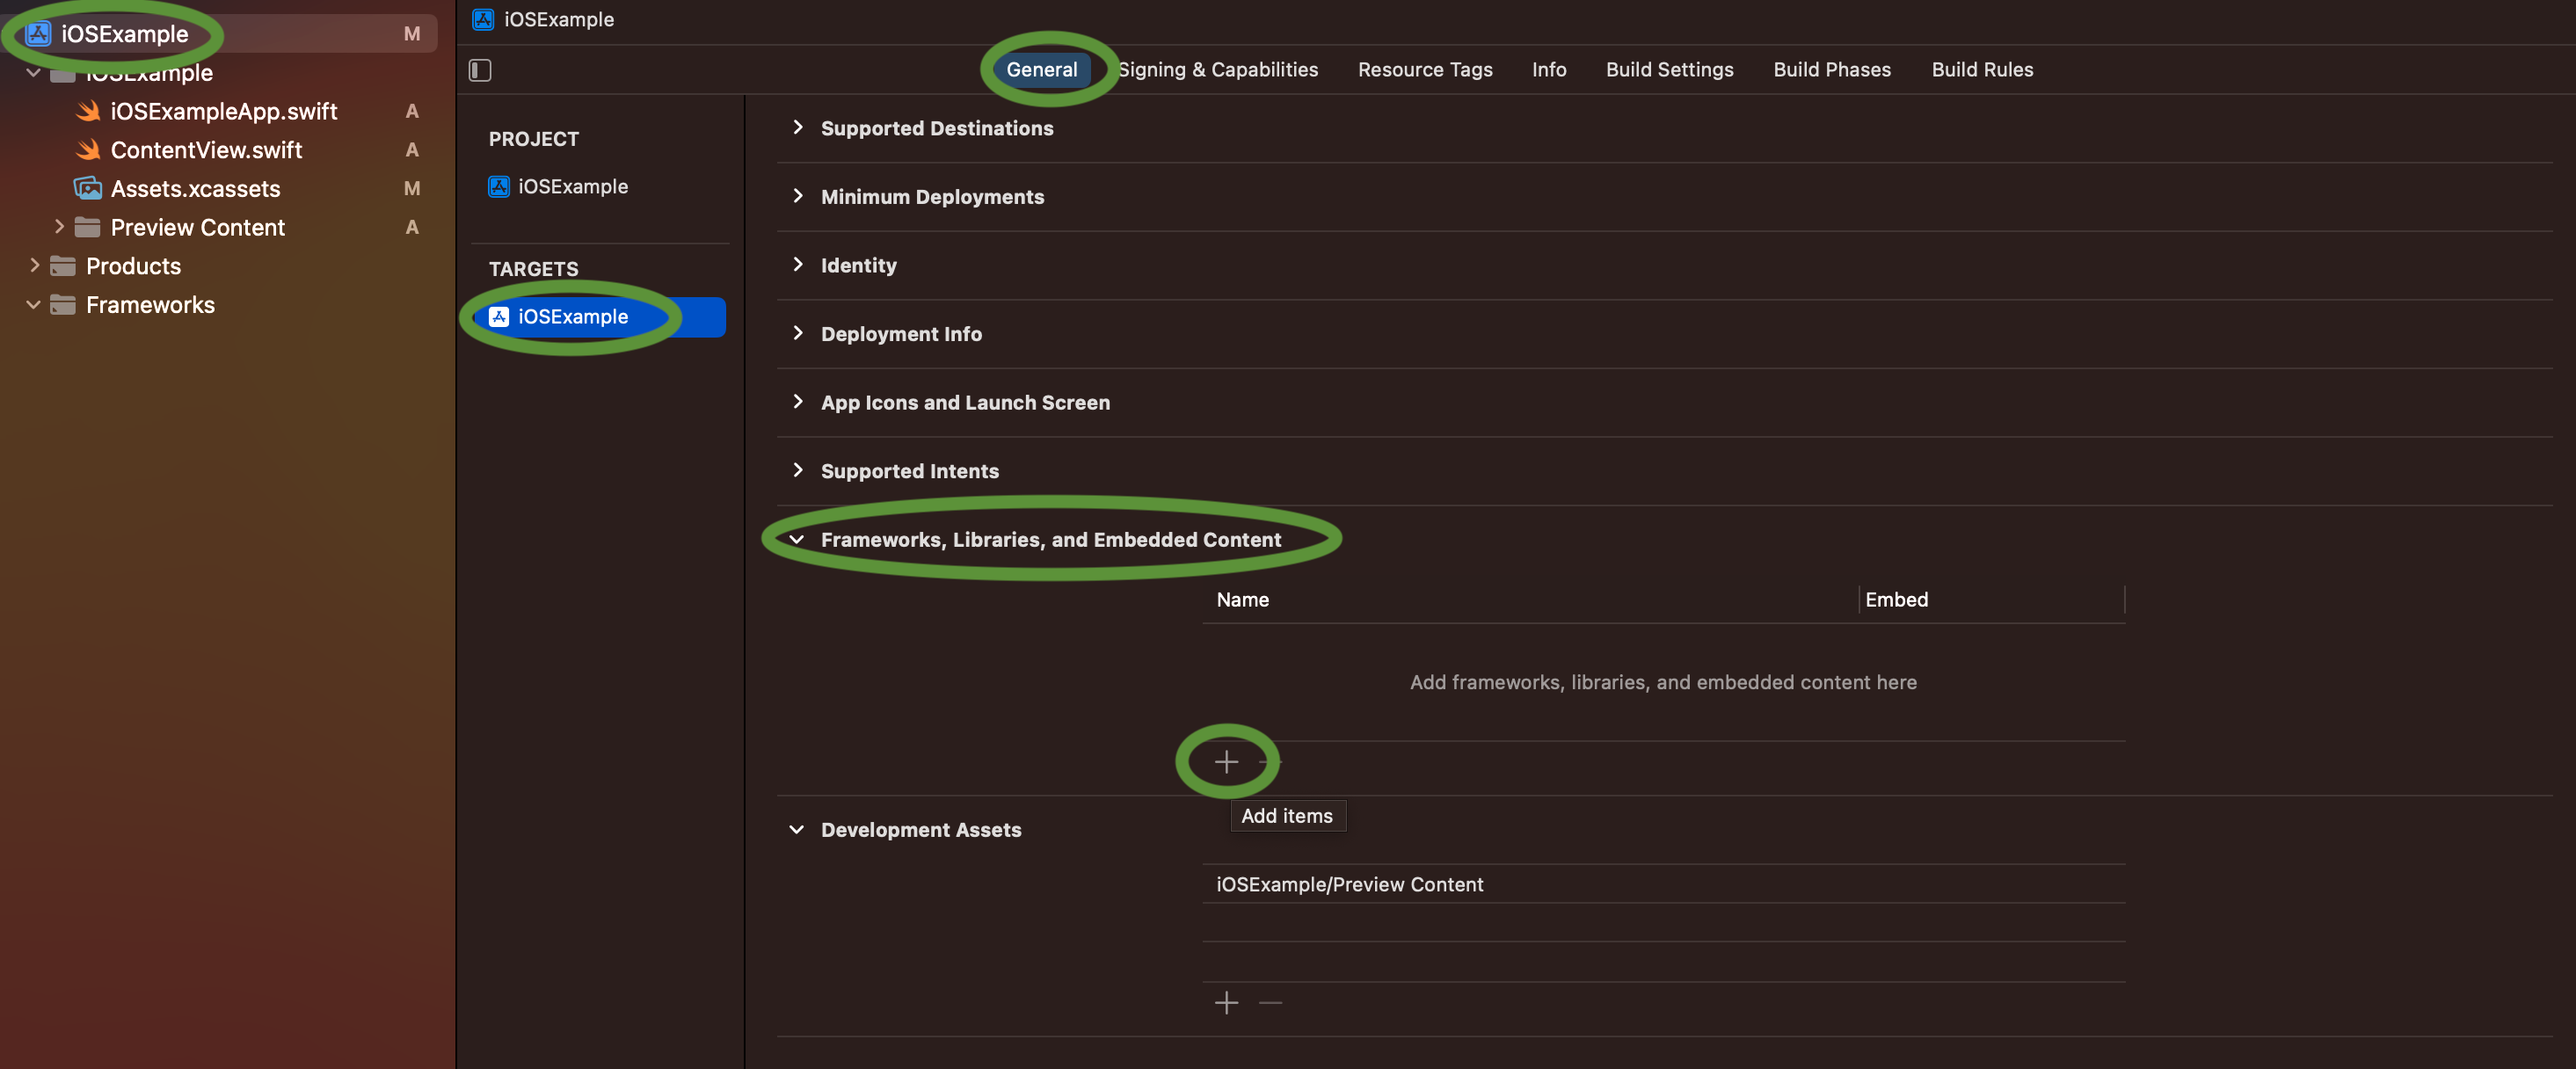 iOSExample M
iOSExample
iOSExampleApp.swift A
ContentView.swift A
Assets.xcassets M
Preview Content A
Products
Frameworks
iOSExample
General Signing & Capabilities Resource Tags Info Build Settings Build Phases Build Rules
PROJECT
iOSExample
TARGETS
iOSExample
Supported Destinations
Minimum Deployments
Identity
Deployment Info
App Icons and Launch Screen
Supported Intents
Frameworks, Libraries, and Embedded Content
Name Embed
Add frameworks, libraries, and embedded content here
Add items
Development Assets
iOSExample/Preview Content